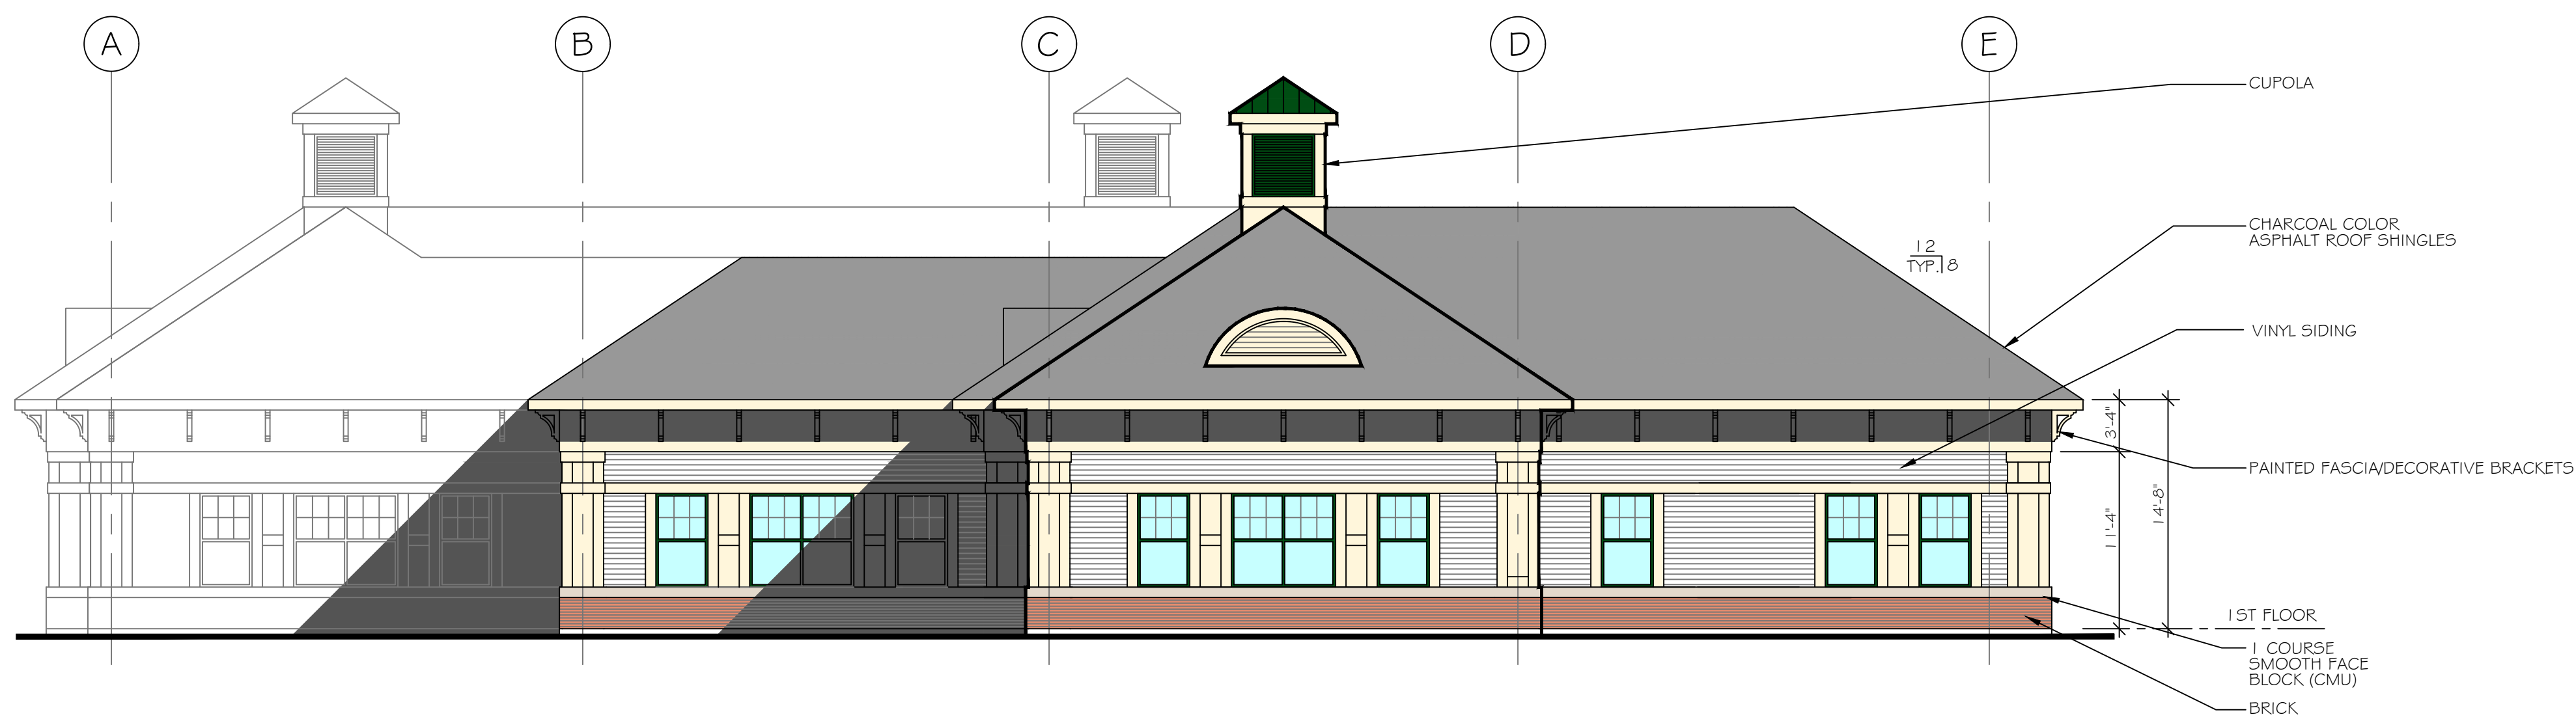 A B C D E
CUPOLA
CHARCOAL COLOR
ASPHALT ROOF SHINGLES
12
TYP. 8
VINYL SIDING
3'-4"
PAINTED FASCIA/DECORATIVE BRACKETS
11'-4"
14'-8"
1ST FLOOR
1 COURSE
SMOOTH FACE
BLOCK (CMU)
BRICK